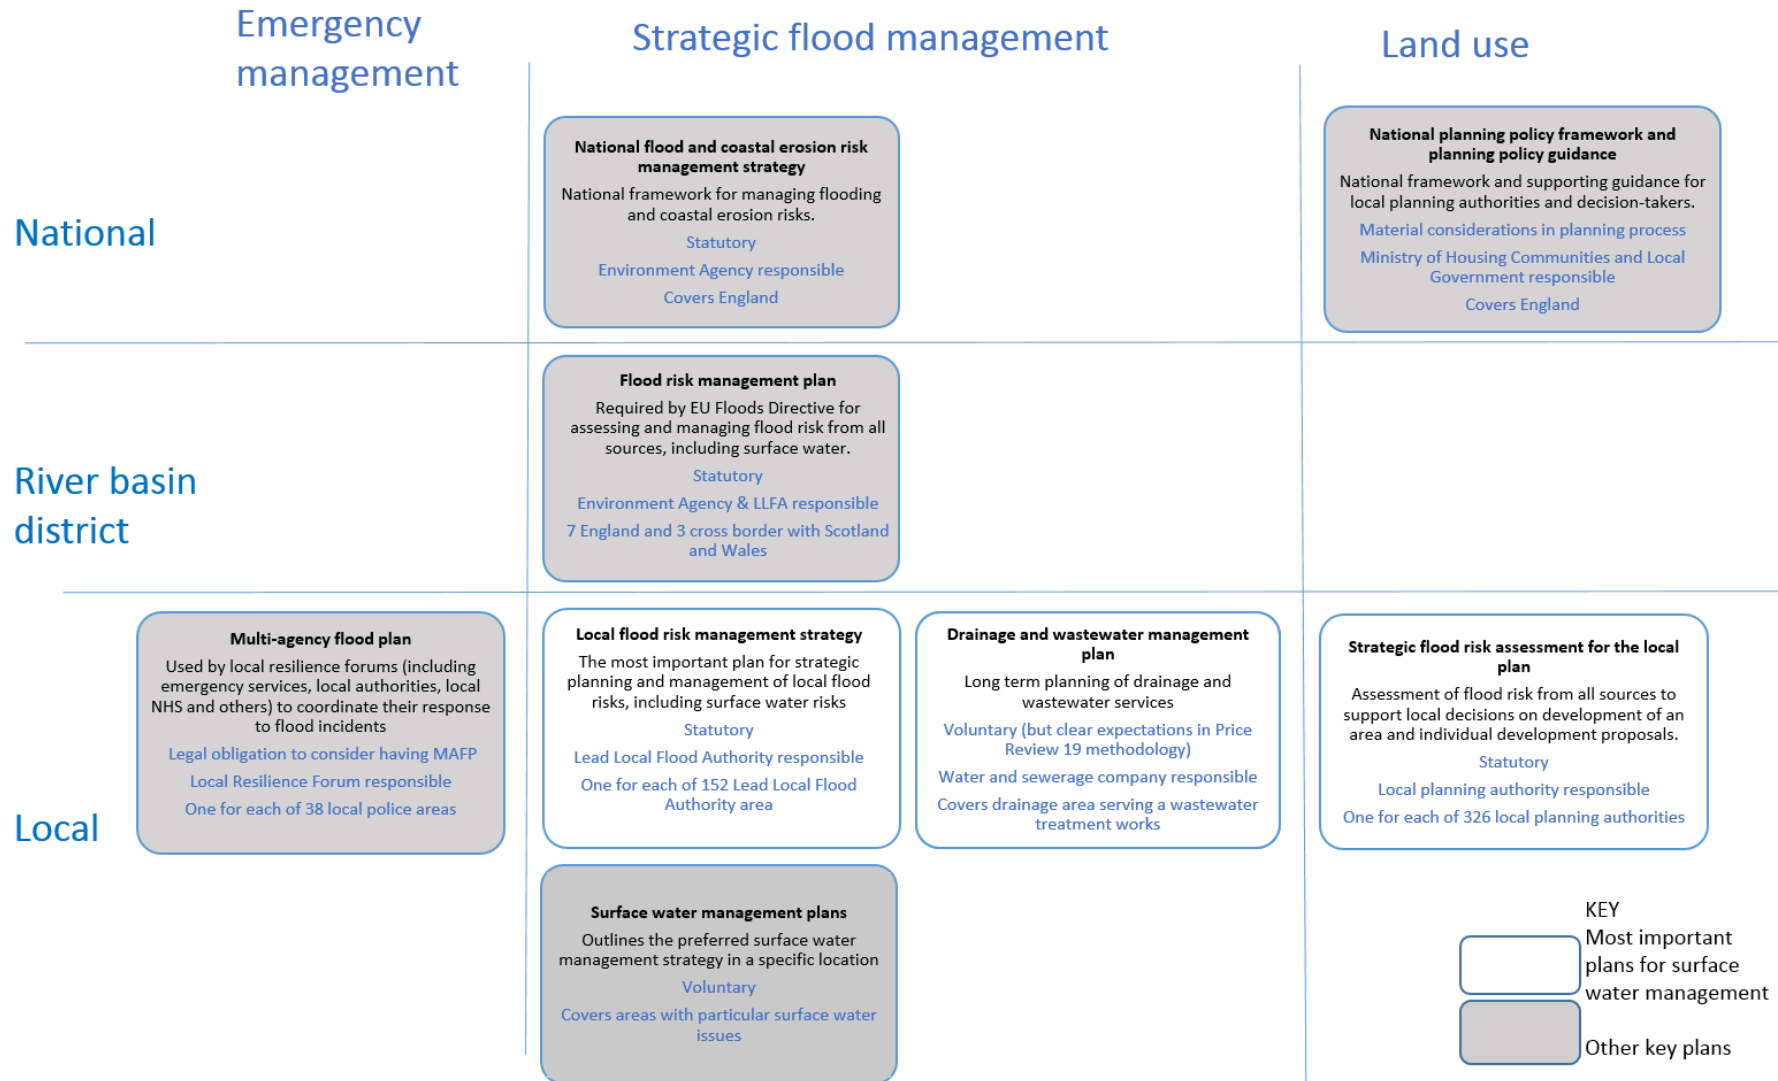 Emergency
management
Strategic flood management
Land use
National
National flood and coastal erosion risk
management strategy
National framework for managing flooding
and coastal erosion risks.
Statutory
Environment Agency responsible
Covers England
National planning policy framework and
planning policy guidance
National framework and supporting guidance for
local planning authorities and decision-takers.
Material considerations in planning process
Ministry of Housing Communities and Local
Government responsible
Covers England
River basin
district
Flood risk management plan
Required by EU Floods Directive for
assessing and managing flood risk from all
sources, including surface water.
Statutory
Environment Agency & LLFA responsible
7 England and 3 cross border with Scotland
and Wales
Local
Multi-agency flood plan
Used by local resilience forums (including
emergency services, local authorities, local
NHS and others) to coordinate their response
to flood incidents
Legal obligation to consider having MAFP
Local Resilience Forum responsible
One for each of 38 local police areas
Local flood risk management strategy
The most important plan for strategic
planning and management of local flood
risks, including surface water risks
Statutory
Lead Local Flood Authority responsible
One for each of 152 Lead Local Flood
Authority area
Drainage and wastewater management
plan
Long term planning of drainage and
wastewater services
Voluntary (but clear expectations in Price
Review 19 methodology)
Water and sewerage company responsible
Covers drainage area serving a wastewater
treatment works
Strategic flood risk assessment for the local
plan
Assessment of flood risk from all sources to
support local decisions on development of an
area and individual development proposals.
Statutory
Local planning authority responsible
One for each of 326 local planning authorities
Surface water management plans
Outlines the preferred surface water
management strategy in a specific location
Voluntary
Covers areas with particular surface water
issues
KEY
Most important
plans for surface
water management
Other key plans